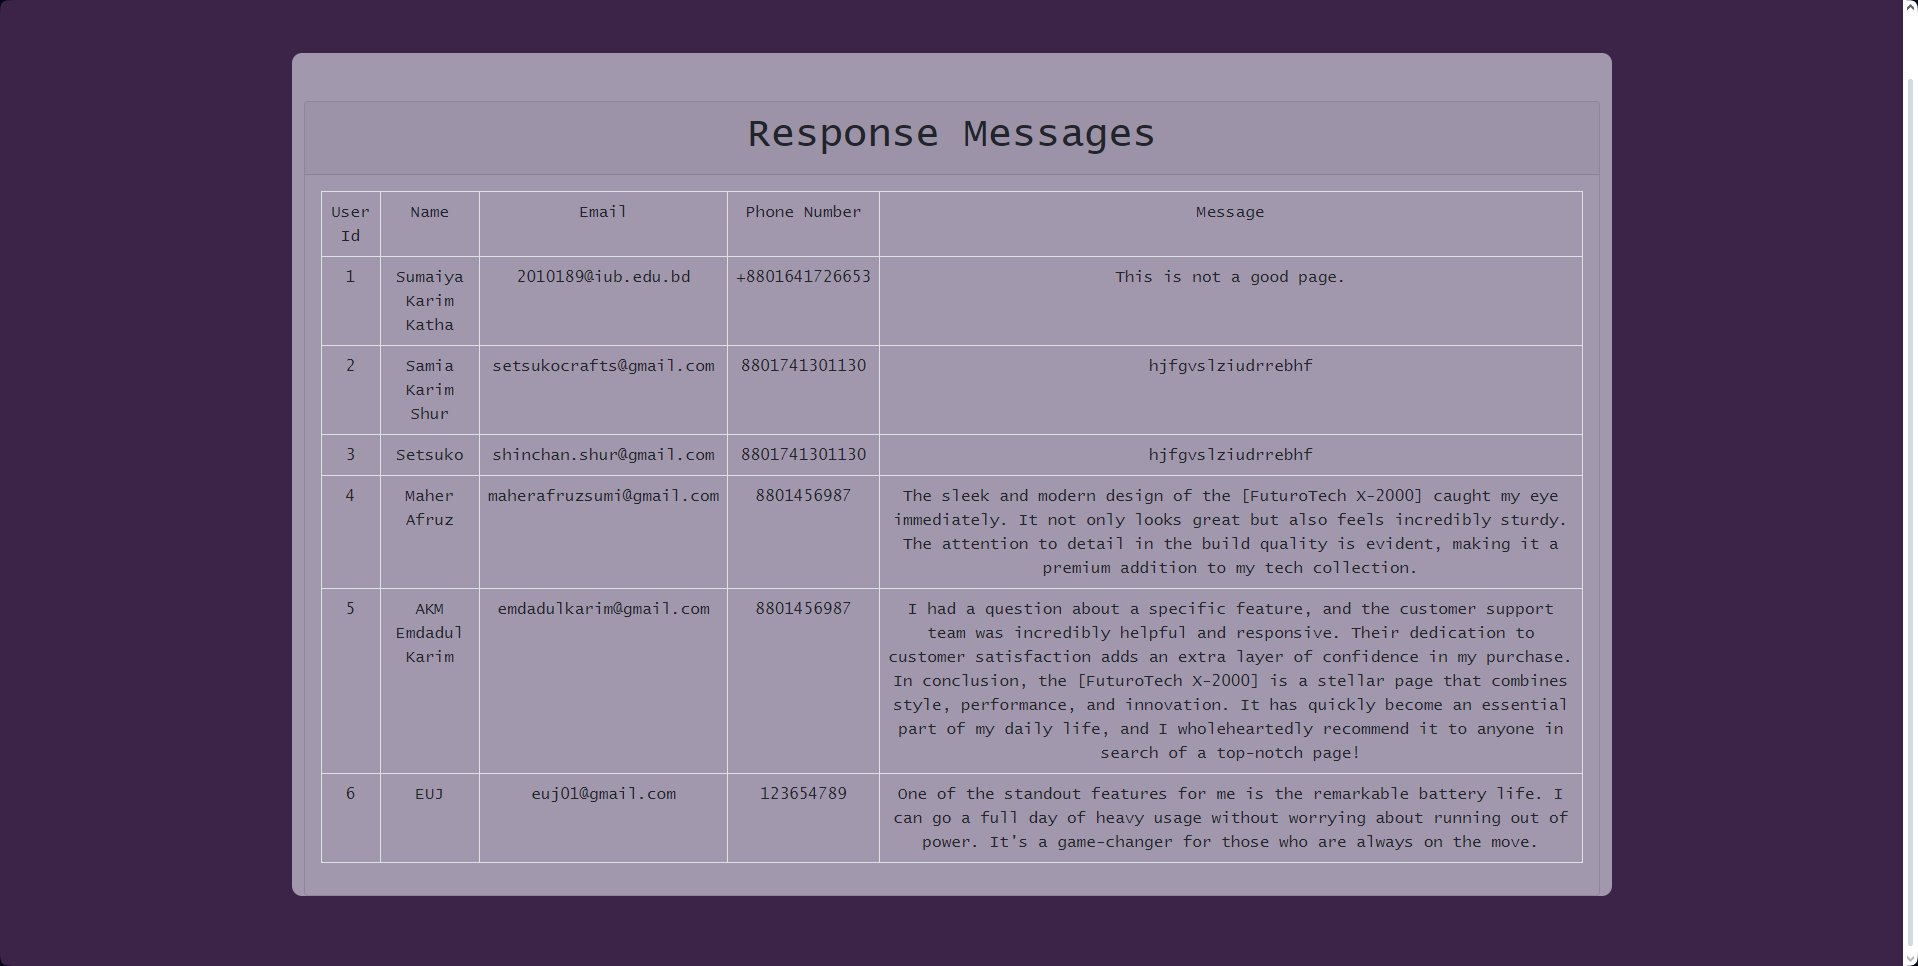 Response Messages
User Id Name Email Phone Number Message
1 Sumaiya Karim Katha 2010189@iub.edu.bd +8801641726653 This is not a good page.
2 Samia Karim Shur setsukocrafts@gmail.com 8801741301130 hjfgvslziudrrebhf
3 Setsuko shinchan.shur@gmail.com 8801741301130 hjfgvslziudrrebhf
4 Maher Afruz maherafruzsumi@gmail.com 8801456987 The sleek and modern design of the [FuturoTech X-2000] caught my eye
immediately. It not only looks great but also feels incredibly sturdy.
The attention to detail in the build quality is evident, making it a
premium addition to my tech collection.
5 AKM Emdadul Karim emdadulkarim@gmail.com 8801456987 I had a question about a specific feature, and the customer support
team was incredibly helpful and responsive. Their dedication to
customer satisfaction adds an extra layer of confidence in my purchase.
In conclusion, the [FuturoTech X-2000] is a stellar page that combines
style, performance, and innovation. It has quickly become an essential
part of my daily life, and I wholeheartedly recommend it to anyone in
search of a top-notch page!
6 EUJ euj01@gmail.com 123654789 One of the standout features for me is the remarkable battery life. I
can go a full day of heavy usage without worrying about running out of
power. It's a game-changer for those who are always on the move.